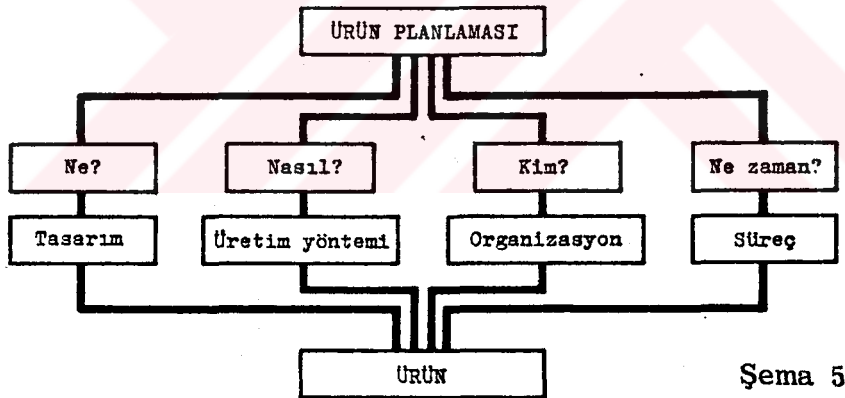 ÜRÜN PLANLAMASI
Ne? Nasıl? Kim? Ne zaman?
Tasarım Üretim yöntemi Organizasyon Süreç
ÜRÜN
Şema 5